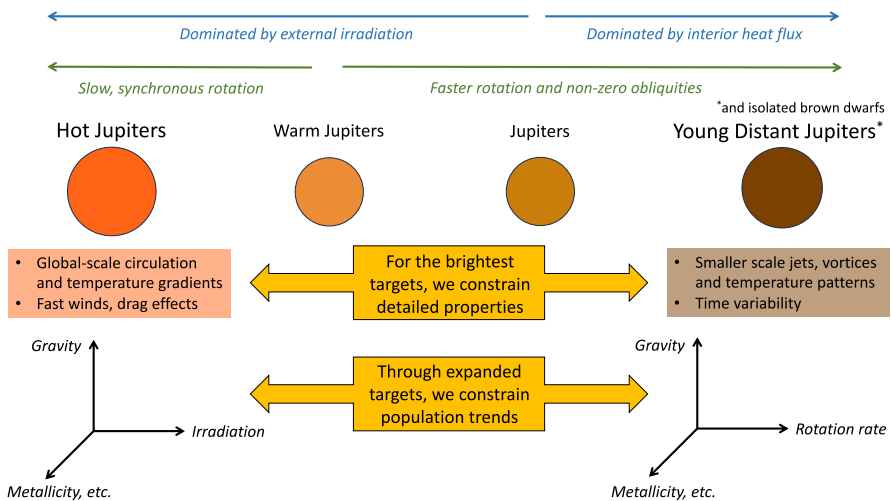 Dominated by external irradiation
Dominated by interior heat flux
Slow, synchronous rotation
Faster rotation and non-zero obliquities
*and isolated brown dwarfs
Hot Jupiters
Warm Jupiters
Jupiters
Young Distant Jupiters*
• Global-scale circulation
and temperature gradients
• Fast winds, drag effects
For the brightest
targets, we constrain
detailed properties
• Smaller scale jets, vortices
and temperature patterns
• Time variability
Gravity
Irradiation
Metallicity, etc.
Through expanded
targets, we constrain
population trends
Gravity
Rotation rate
Metallicity, etc.